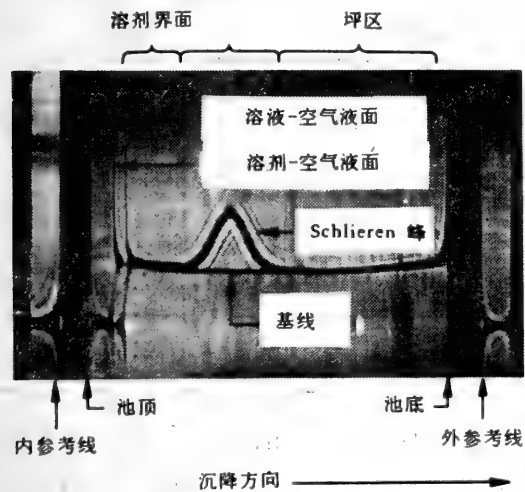 溶剂界面 坪区
溶液-空气液面
溶剂-空气液面
Schlieren 峰
基线
池顶 池底
内参考线 外参考线
沉降方向